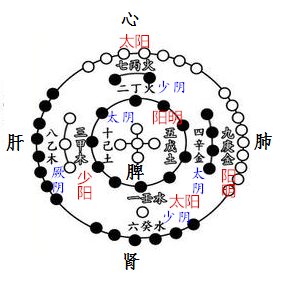 心
太阳
七丙火
二丁火
少阴
太阴
阳明
肝
八乙木
厥阴
三甲木
少阳
十己土
五戊土
脾
四辛金
太阴
九庚金
阳明
肺
一壬水
太阳
少阴
六癸水
肾